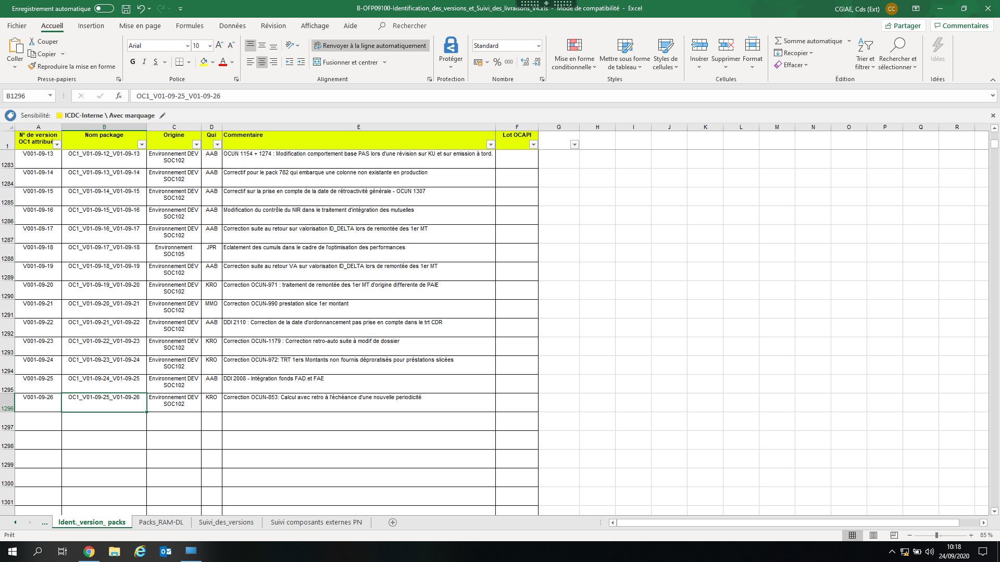 Enregistrement automatique
B-OFP09100-Identification_des_versions_et_Suivi_des_livraisons_V4.xls - Mode de compatibilité - Excel
CGIAE, Cds (Ext) CC
Fichier Accueil Insertion Mise en page Formules Données Révision Affichage Aide Rechercher Partager Commentaires
Coller
Couper
Copier
Reproduire la mise en forme
Presse-papiers
Arial 10
G I S
Police
Renvoyer à la ligne automatiquement
Fusionner et centrer
Alignement
Protéger
Protection
Standard
% 000
Nombre
Mise en forme conditionnelle
Mettre sous forme de tableau
Styles de cellules
Styles
Insérer Supprimer Format
Cellules
Somme automatique
Recopier
Effacer
Trier et filtrer
Rechercher et sélectionner
Édition
Idées
Idées
B1296 fx OC1_V01-09-25_V01-09-26
Sensibilité: ICDC-Interne \ Avec marquage
A B C D E F G H I J K L M N O P Q R
1 N° de version OC1 attribué Nom package Origine Qui Commentaire Lot OCAPI
1283 V001-09-13 OC1_V01-09-12_V01-09-13 Environnement DEV SOC102 AAB OCUN 1154 + 1274 : Modification comportement base PAS lors d'une révision sur KU et sur emission à tord.
1284 V001-09-14 OC1_V01-09-13_V01-09-14 Environnement DEV SOC102 AAB Correctif pour le pack 782 qui embarque une colonne non existante en production
1285 V001-09-15 OC1_V01-09-14_V01-09-15 Environnement DEV SOC102 AAB Correctif sur la prise en compte de la date de rétroactivité générale - OCUN 1307
1286 V001-09-16 OC1_V01-09-15_V01-09-16 Environnement DEV SOC102 AAB Modification du contrôle du NIR dans le traitement d'intégration des mutuelles
1287 V001-09-17 OC1_V01-09-16_V01-09-17 Environnement DEV SOC102 AAB Correction suite au retour sur valorisation ID_DELTA lors de remontée des 1er MT
1288 V001-09-18 OC1_V01-09-17_V01-09-18 Environnement SOC105 JPR Eclatement des cumuls dans le cadre de l'optimisation des performances
1289 V001-09-19 OC1_V01-09-18_V01-09-19 Environnement DEV SOC102 AAB Correction suite au retour VA sur valorisation ID_DELTA lors de remontée des 1er MT
1290 V001-09-20 OC1_V01-09-19_V01-09-20 Environnement DEV SOC102 KRO Correction OCUN-971 : traitement de remontée des 1er MT d'origine differente de PAIE
1291 V001-09-21 OC1_V01-09-20_V01-09-21 Environnement DEV SOC102 MMO Correction OCUN-990 prestation slice 1er montant
1292 V001-09-22 OC1_V01-09-21_V01-09-22 Environnement DEV SOC102 AAB DDI 2110 : Correction de la date d'ordonnancement pas prise en compte dans le trt CDR
1293 V001-09-23 OC1_V01-09-22_V01-09-23 Environnement DEV SOC102 KRO Correction OCUN-1179 : Correction retro-auto suite à modif de dossier
1294 V001-09-24 OC1_V01-09-23_V01-09-24 Environnement DEV SOC102 KRO Correction OCUN-972: TRT 1ers Montants non fournis déproratisés pour préstations slicées
1295 V001-09-25 OC1_V01-09-24_V01-09-25 Environnement DEV SOC102 AAB DDI 2008 - Intégration fonds FAD et FAE
1296 V001-09-26 OC1_V01-09-25_V01-09-26 Environnement DEV SOC102 KRO Correction OCUN-853: Calcul avec retro à l'échéance d'une nouvelle periodicité
1297
1298
1299
1300
1301
... Ident._version_ packs Packs_RAM-DL Suivi_des_versions Suivi composants externes PN
Prêt 85 %
10:18
24/09/2020